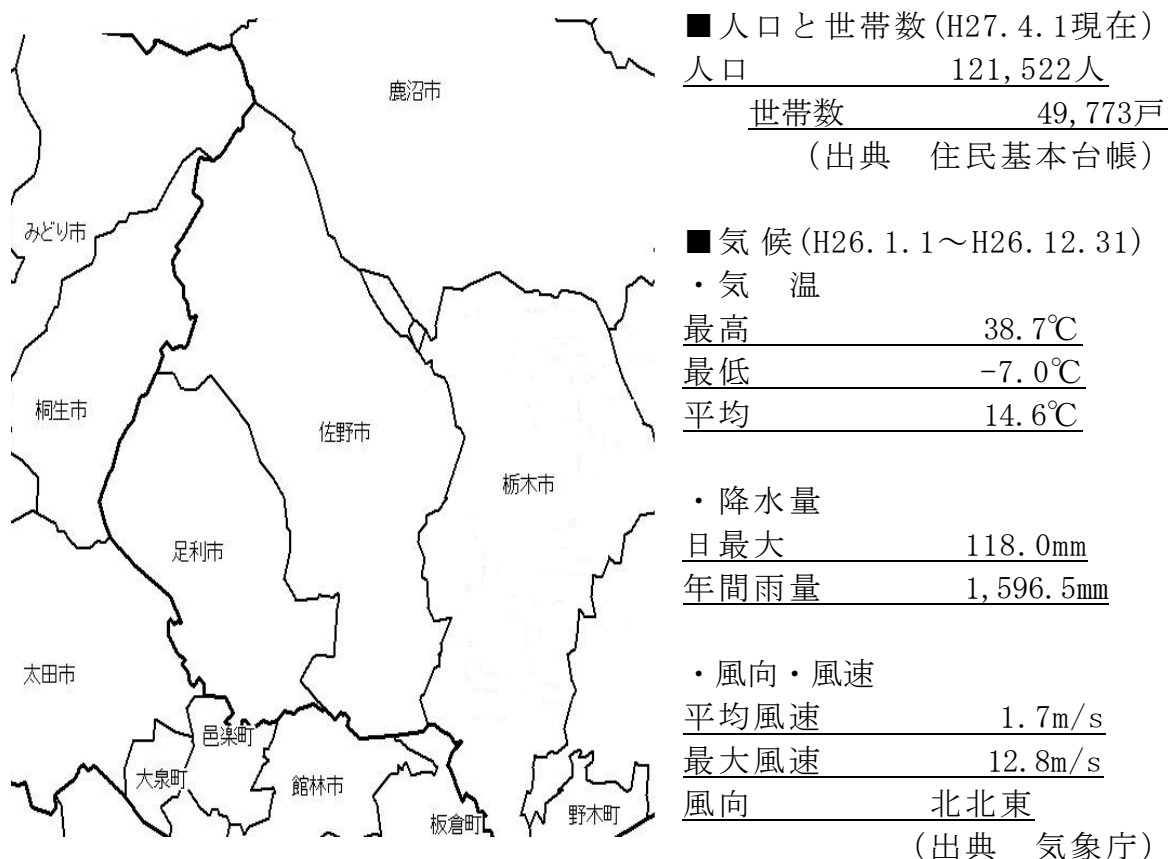 鹿沼市
みどり市
桐生市
佐野市
栃木市
足利市
太田市
邑楽町
大泉町
館林市
板倉町
野木町
■人口と世帯数(H27.4.1現在)
人口 121,522人
世帯数 49,773戸
(出典 住民基本台帳)
■気候(H26.1.1～H26.12.31)
・気 温
最高 38.7℃
最低 -7.0℃
平均 14.6℃
・降水量
日最大 118.0mm
年間雨量 1,596.5mm
・風向・風速
平均風速 1.7m/s
最大風速 12.8m/s
風向 北北東
(出典 気象庁)